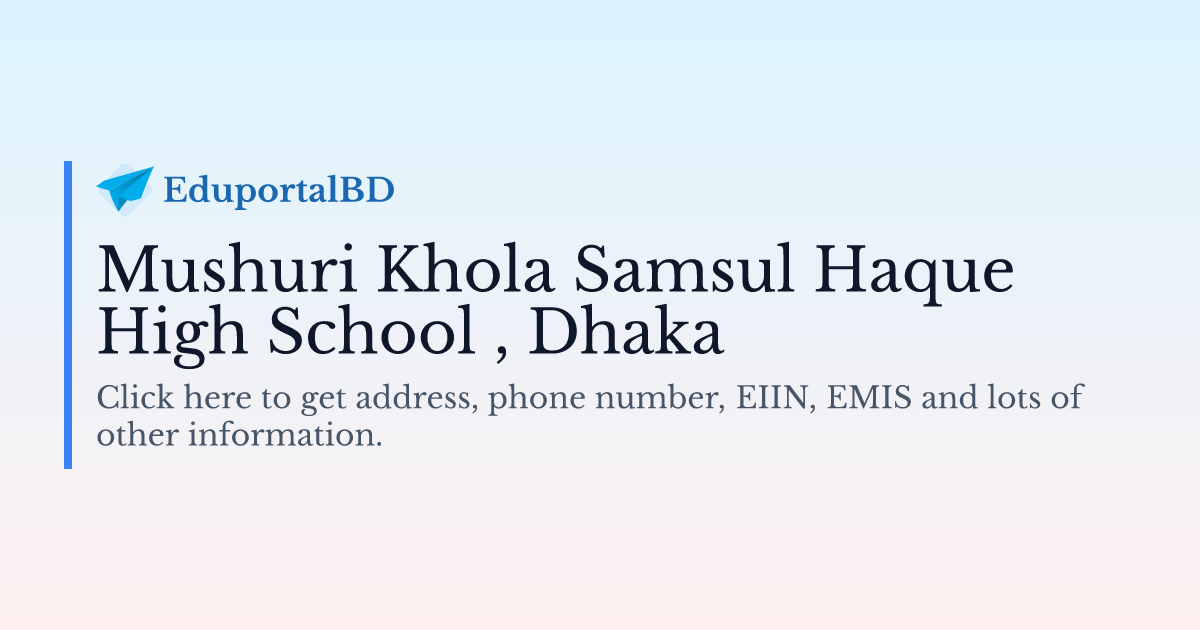 EduportalBD
Mushuri Khola Samsul Haque
High School , Dhaka
Click here to get address, phone number, EIIN, EMIS and lots of
other information.